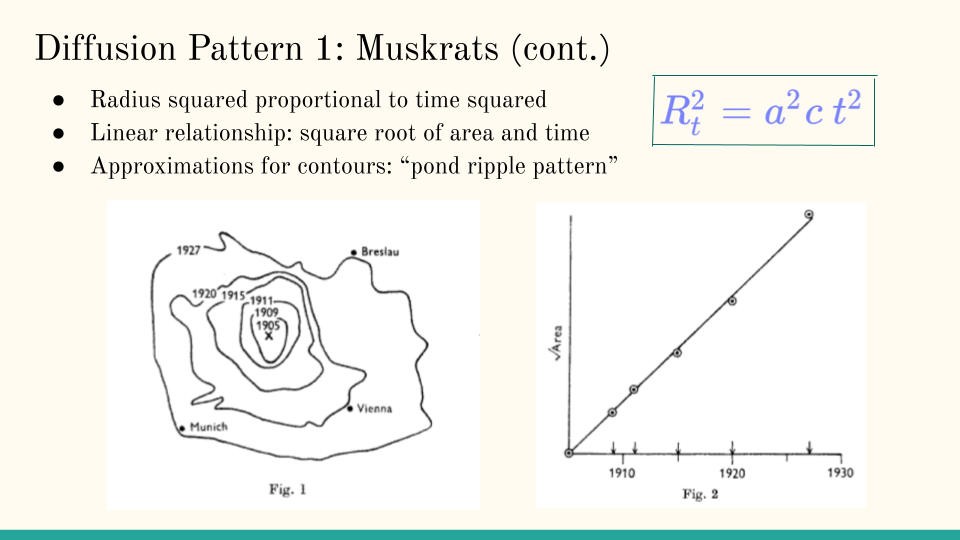 Diffusion Pattern 1: Muskrats (cont.)
● Radius squared proportional to time squared
● Linear relationship: square root of area and time
● Approximations for contours: “pond ripple pattern”
R_t^2 = a^2 c t^2
1927
Breslau
1920 1915 1911
1909
1905
X
Vienna
Munich
Fig. 1
√Area
1910 1920 1930
Fig. 2